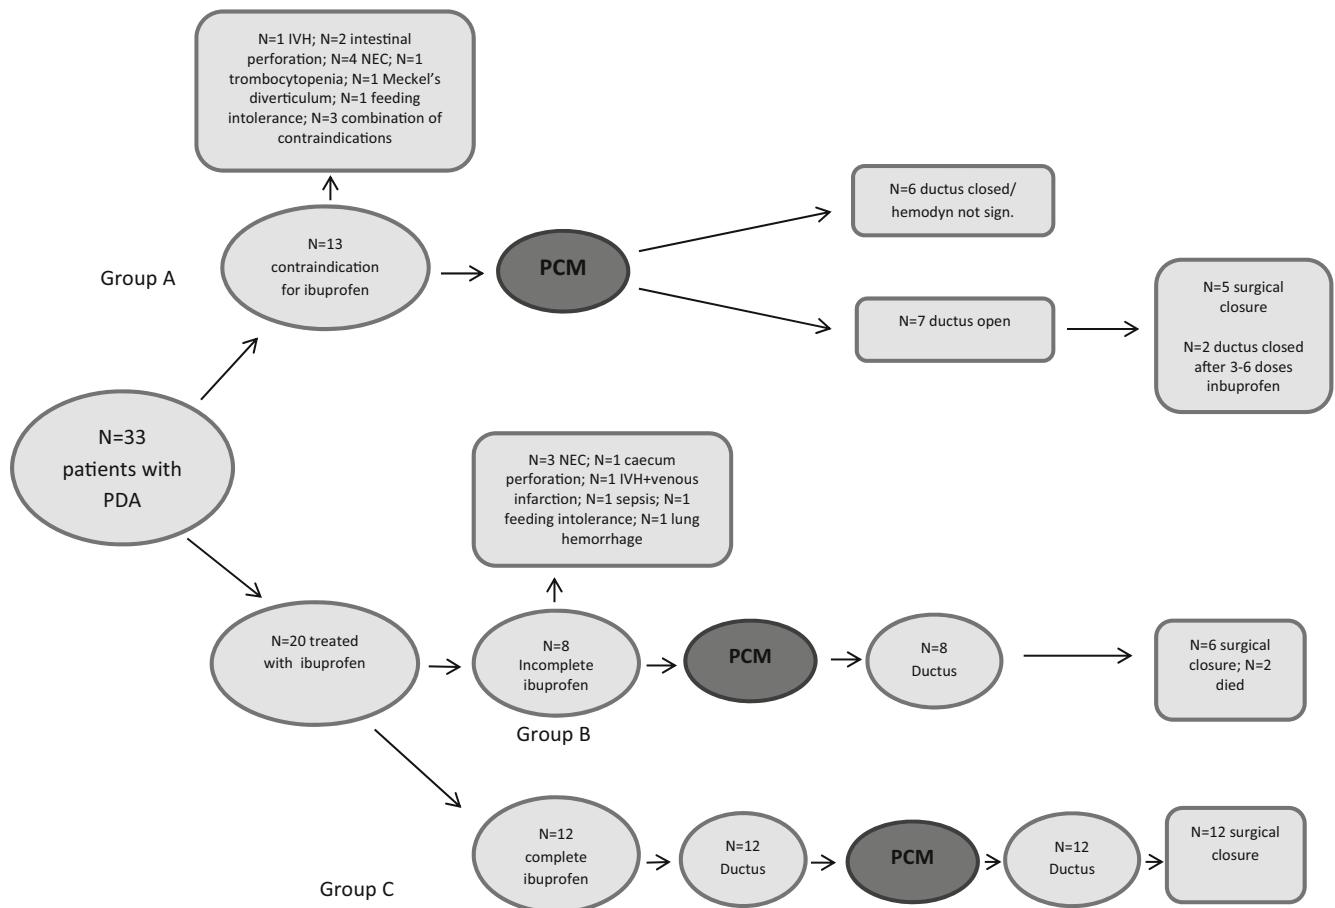 N=1 IVH; N=2 intestinal
perforation; N=4 NEC; N=1
trombocytopenia; N=1 Meckel's
diverticulum; N=1 feeding
intolerance; N=3 combination of
contraindications
N=13
contraindication
for ibuprofen
Group A
PCM
N=6 ductus closed/
hemodyn not sign.
N=7 ductus open
N=5 surgical
closure
N=2 ductus closed
after 3-6 doses
inbuprofen
N=33
patients with
PDA
N=3 NEC; N=1 caecum
perforation; N=1 IVH+venous
infarction; N=1 sepsis; N=1
feeding intolerance; N=1 lung
hemorrhage
N=20 treated
with ibuprofen
N=8
Incomplete
ibuprofen
Group B
PCM
N=8
Ductus
N=6 surgical
closure; N=2
died
N=12
complete
ibuprofen
Group C
N=12
Ductus
PCM
N=12
Ductus
N=12 surgical
closure